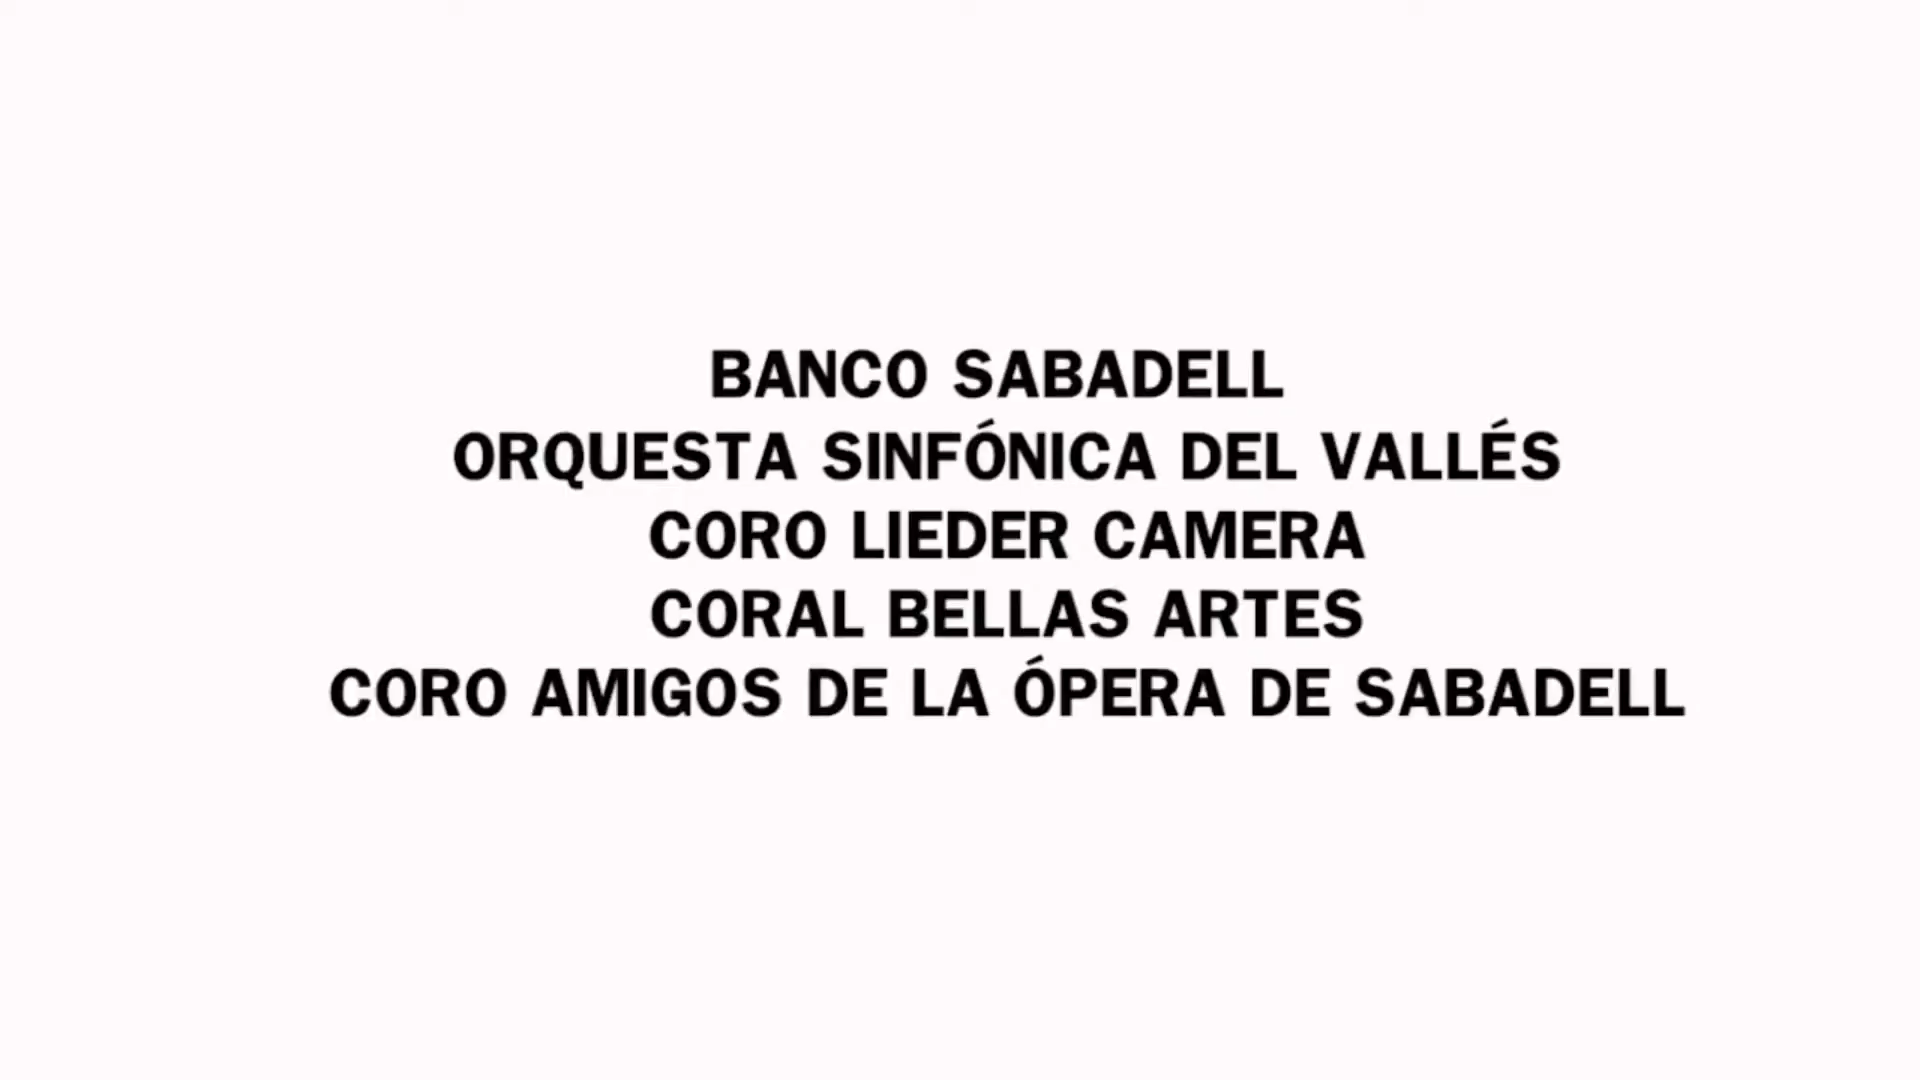 BANCO SABADELL
ORQUESTA SINFÓNICA DEL VALLÉS
CORO LIEDER CAMERA
CORAL BELLAS ARTES
CORO AMIGOS DE LA ÓPERA DE SABADELL